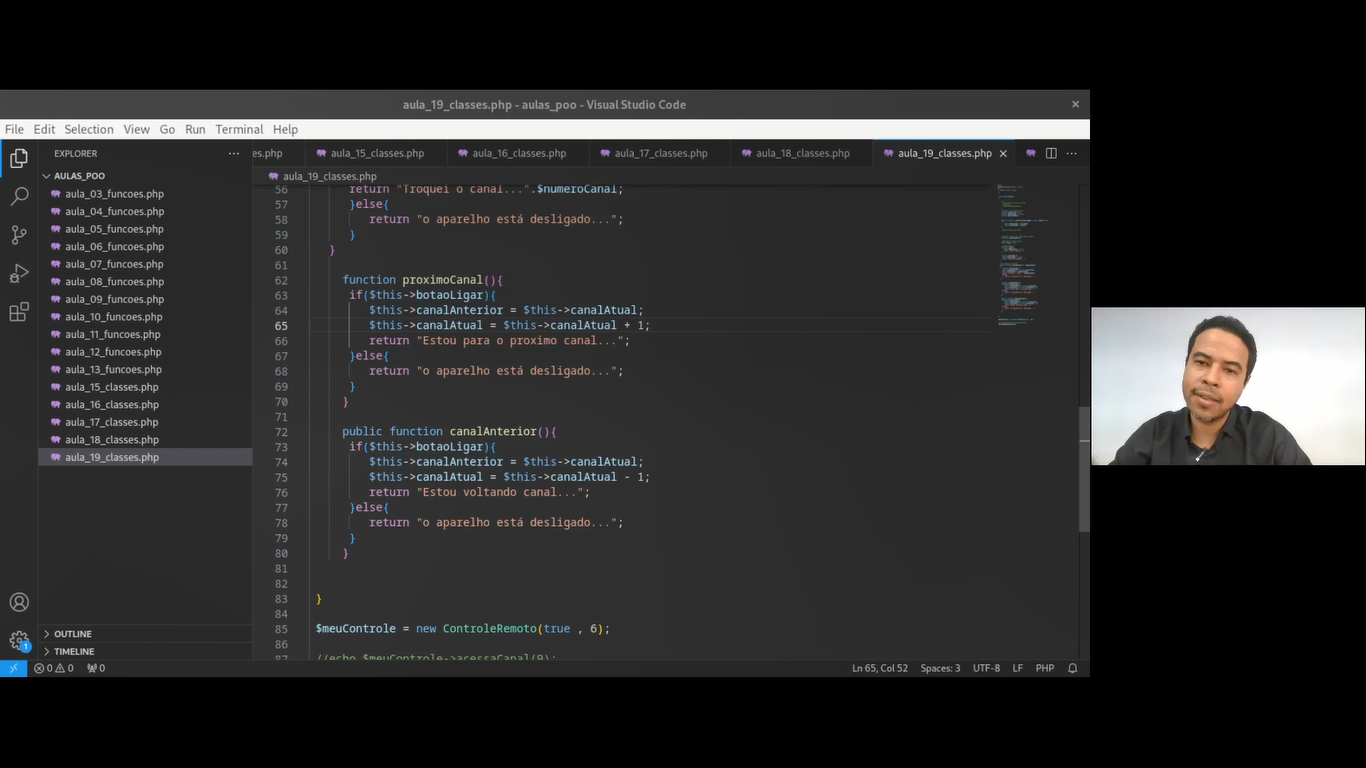 aula_19_classes.php - aulas_poo - Visual Studio Code
×
File Edit Selection View Go Run Terminal Help
EXPLORER
es.php aula_15_classes.php aula_16_classes.php aula_17_classes.php aula_18_classes.php aula_19_classes.php
AULAS_POO
aula_03_funcoes.php
aula_04_funcoes.php
aula_05_funcoes.php
aula_06_funcoes.php
aula_07_funcoes.php
aula_08_funcoes.php
aula_09_funcoes.php
aula_10_funcoes.php
aula_11_funcoes.php
aula_12_funcoes.php
aula_13_funcoes.php
aula_15_classes.php
aula_16_classes.php
aula_17_classes.php
aula_18_classes.php
aula_19_classes.php
OUTLINE
TIMELINE
aula_19_classes.php
56 return "Troquei o canal...".$numeroCanal;
57 }else{
58 return "o aparelho está desligado...";
59 }
60 }
61
62 function proximoCanal(){
63 if($this->botaoLigar){
64 $this->canalAnterior = $this->canalAtual;
65 $this->canalAtual = $this->canalAtual + 1;
66 return "Estou para o proximo canal...";
67 }else{
68 return "o aparelho está desligado...";
69 }
70 }
71
72 public function canalAnterior(){
73 if($this->botaoLigar){
74 $this->canalAnterior = $this->canalAtual;
75 $this->canalAtual = $this->canalAtual - 1;
76 return "Estou voltando canal...";
77 }else{
78 return "o aparelho está desligado...";
79 }
80 }
81
82
83 }
84
85 $meuControle = new ControleRemoto(true , 6);
86
87 //echo $meuControle->acessaCanal(9);
1
0 0 0 Ln 65, Col 52 Spaces: 3 UTF-8 LF PHP